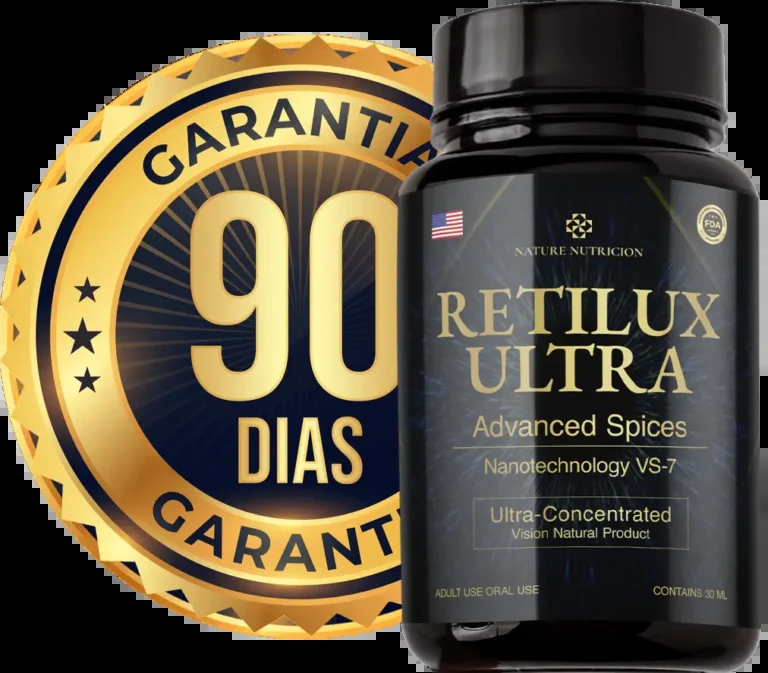 GARANTIA
90
DIAS
GARANTI
FDA
NATURE NUTRICION
RETILUX
ULTRA
Advanced Spices
Nanotechnology VS-7
Ultra-Concentrated
Vision Natural Product
ADULT USE ORAL USE
CONTAINS 30 ML